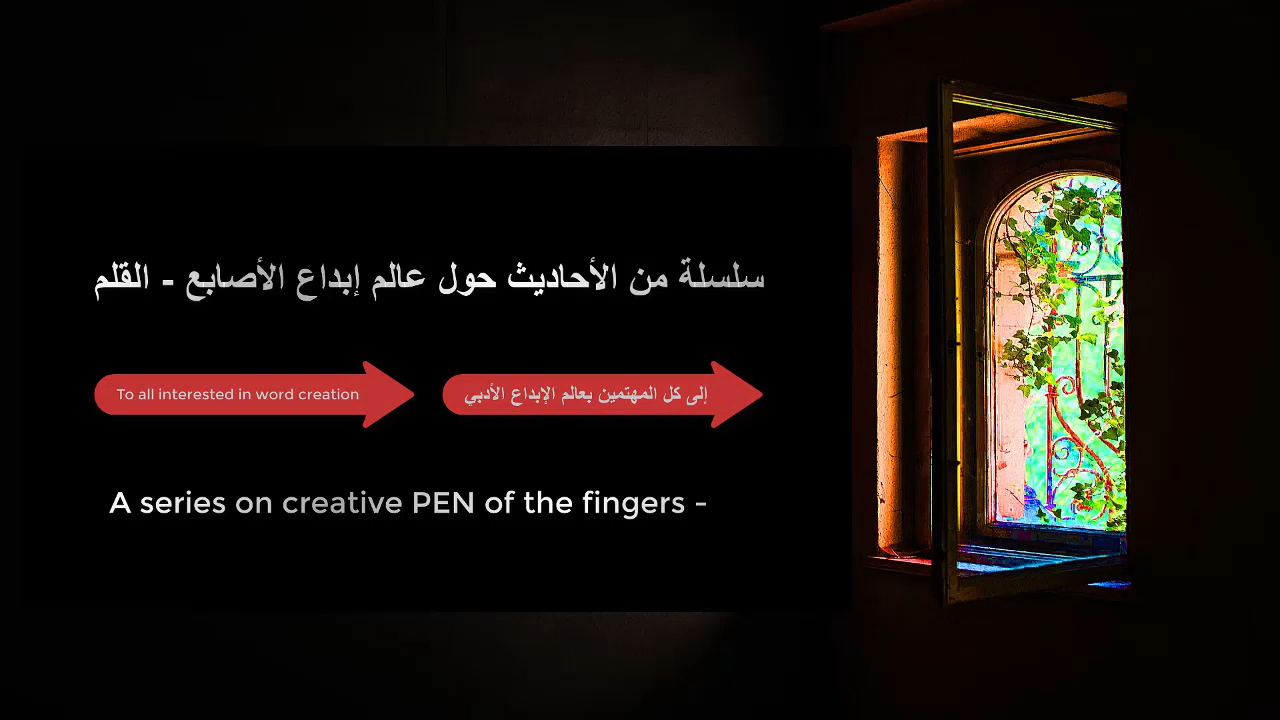 سلسلة من الأحاديث حول عالم إبداع الأصابع - القلم
To all interested in word creation
إلى كل المهتمين بعالم الإبداع الأدبي
A series on creative PEN of the fingers -